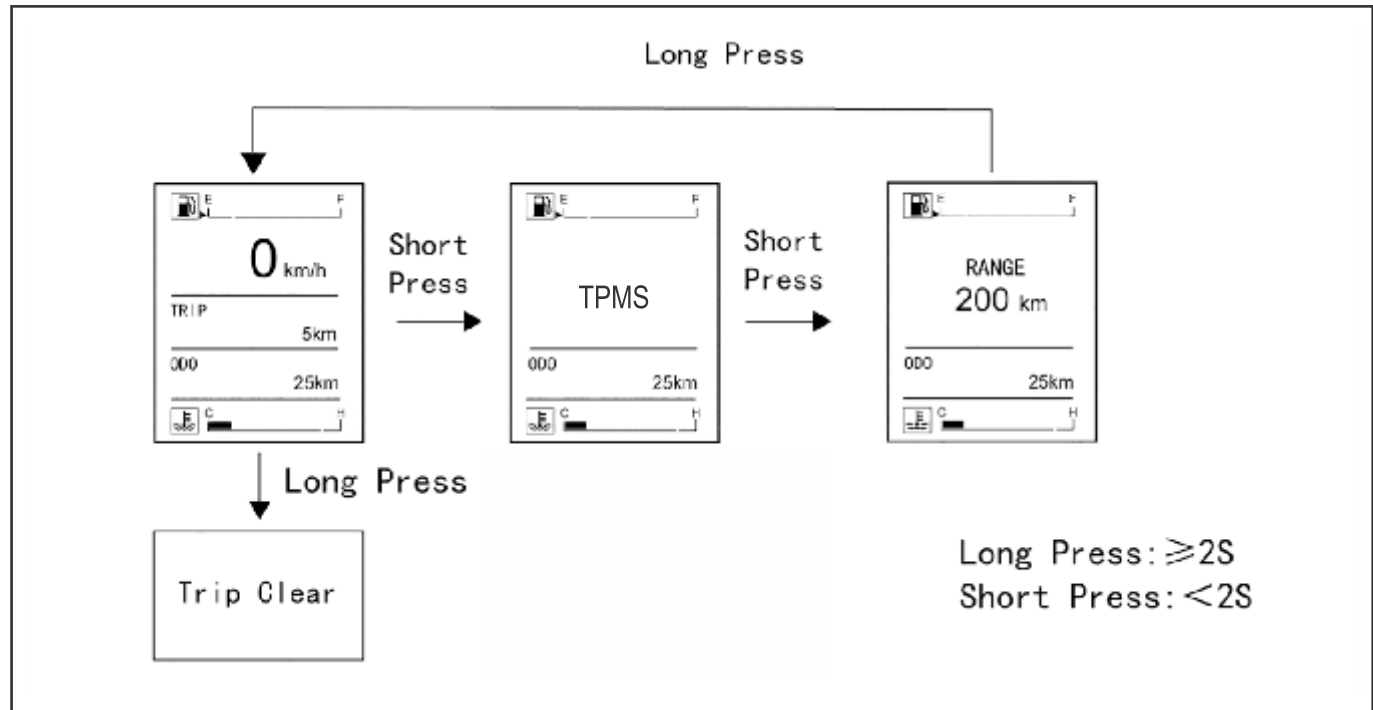 Long Press
E F
0 km/h
TRIP
5km
ODO
25km
C H
Short
Press
E F
TPMS
ODO
25km
C H
Short
Press
E F
RANGE
200 km
ODO
25km
C H
Long Press
Trip Clear
Long Press:≥2S
Short Press:<2S